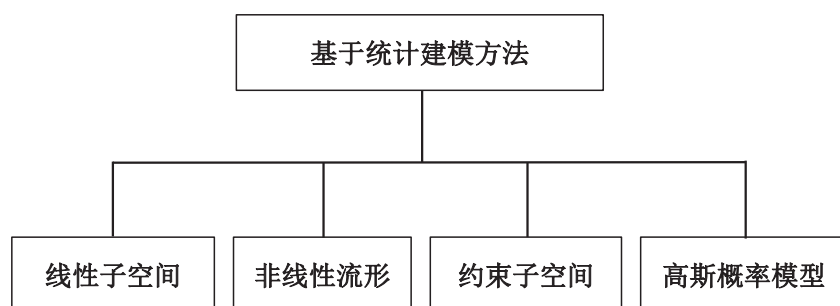 基于统计建模方法
线性子空间
非线性流形
约束子空间
高斯概率模型